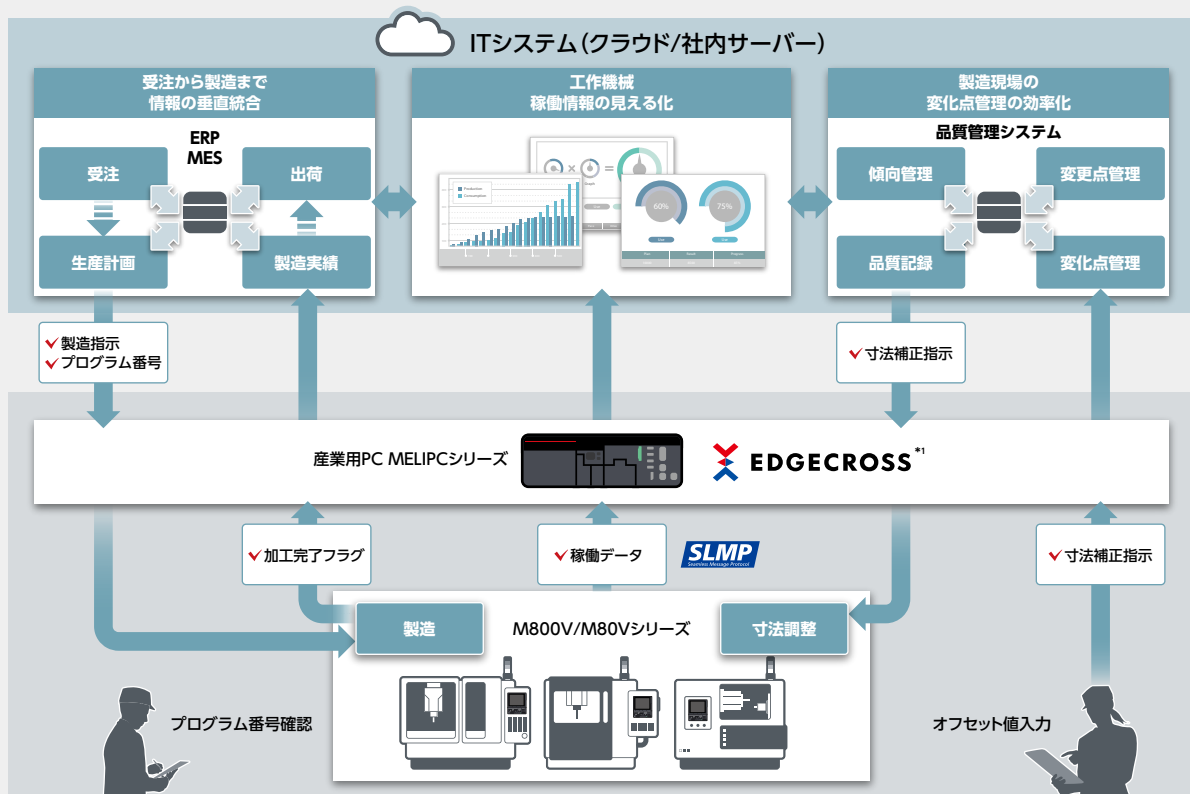 ITシステム(クラウド/社内サーバー)
受注から製造まで
情報の垂直統合
ERP
MES
受注
出荷
生産計画
製造実績
工作機械
稼働情報の見える化
Production
Consumption
60%
75%
製造現場の
変化点管理の効率化
品質管理システム
傾向管理
変更点管理
品質記録
変化点管理
製造指示
プログラム番号
寸法補正指示
産業用PC MELIPCシリーズ
EDGECROSS*1
加工完了フラグ
稼働データ
SLMP
Seamless Message Protocol
寸法補正指示
製造
M800V/M80Vシリーズ
寸法調整
プログラム番号確認
オフセット値入力